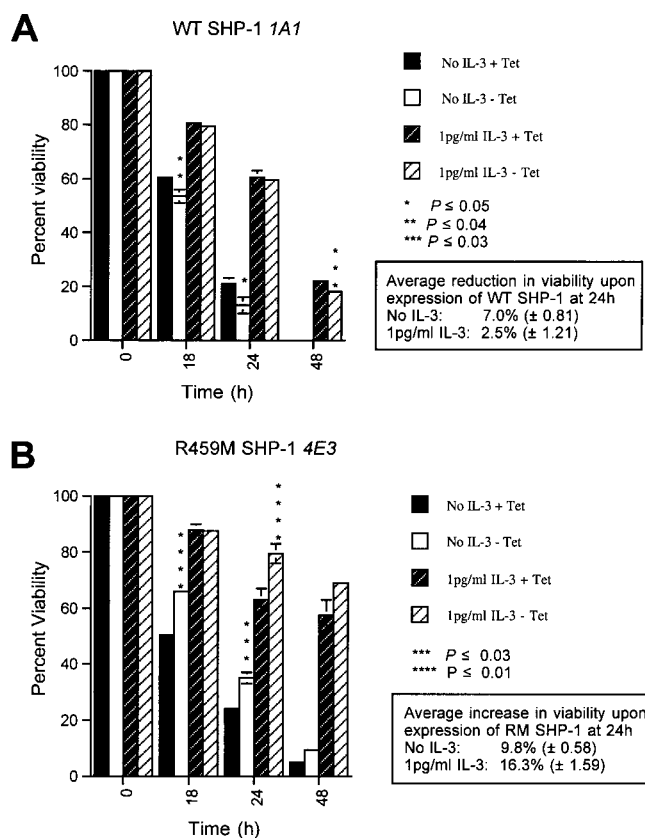 A
WT SHP-1 1A1
Percent viability
100
80
60
40
20
0
* *
*
* * *
0
18
24
48
Time (h)
No IL-3 + Tet
No IL-3 - Tet
1pg/ml IL-3 + Tet
1pg/ml IL-3 - Tet
* P ≤ 0.05
** P ≤ 0.04
*** P ≤ 0.03
Average reduction in viability upon
expression of WT SHP-1 at 24h
No IL-3: 7.0% (± 0.81)
1pg/ml IL-3: 2.5% (± 1.21)
B
R459M SHP-1 4E3
Percent Viability
100
80
60
40
20
0
* * * *
* * *
* * * *
0
18
24
48
Time (h)
No IL-3 + Tet
No IL-3 - Tet
1pg/ml IL-3 + Tet
1pg/ml IL-3 - Tet
*** P ≤ 0.03
**** P ≤ 0.01
Average increase in viability upon
expression of RM SHP-1 at 24h
No IL-3: 9.8% (± 0.58)
1pg/ml IL-3: 16.3% (± 1.59)